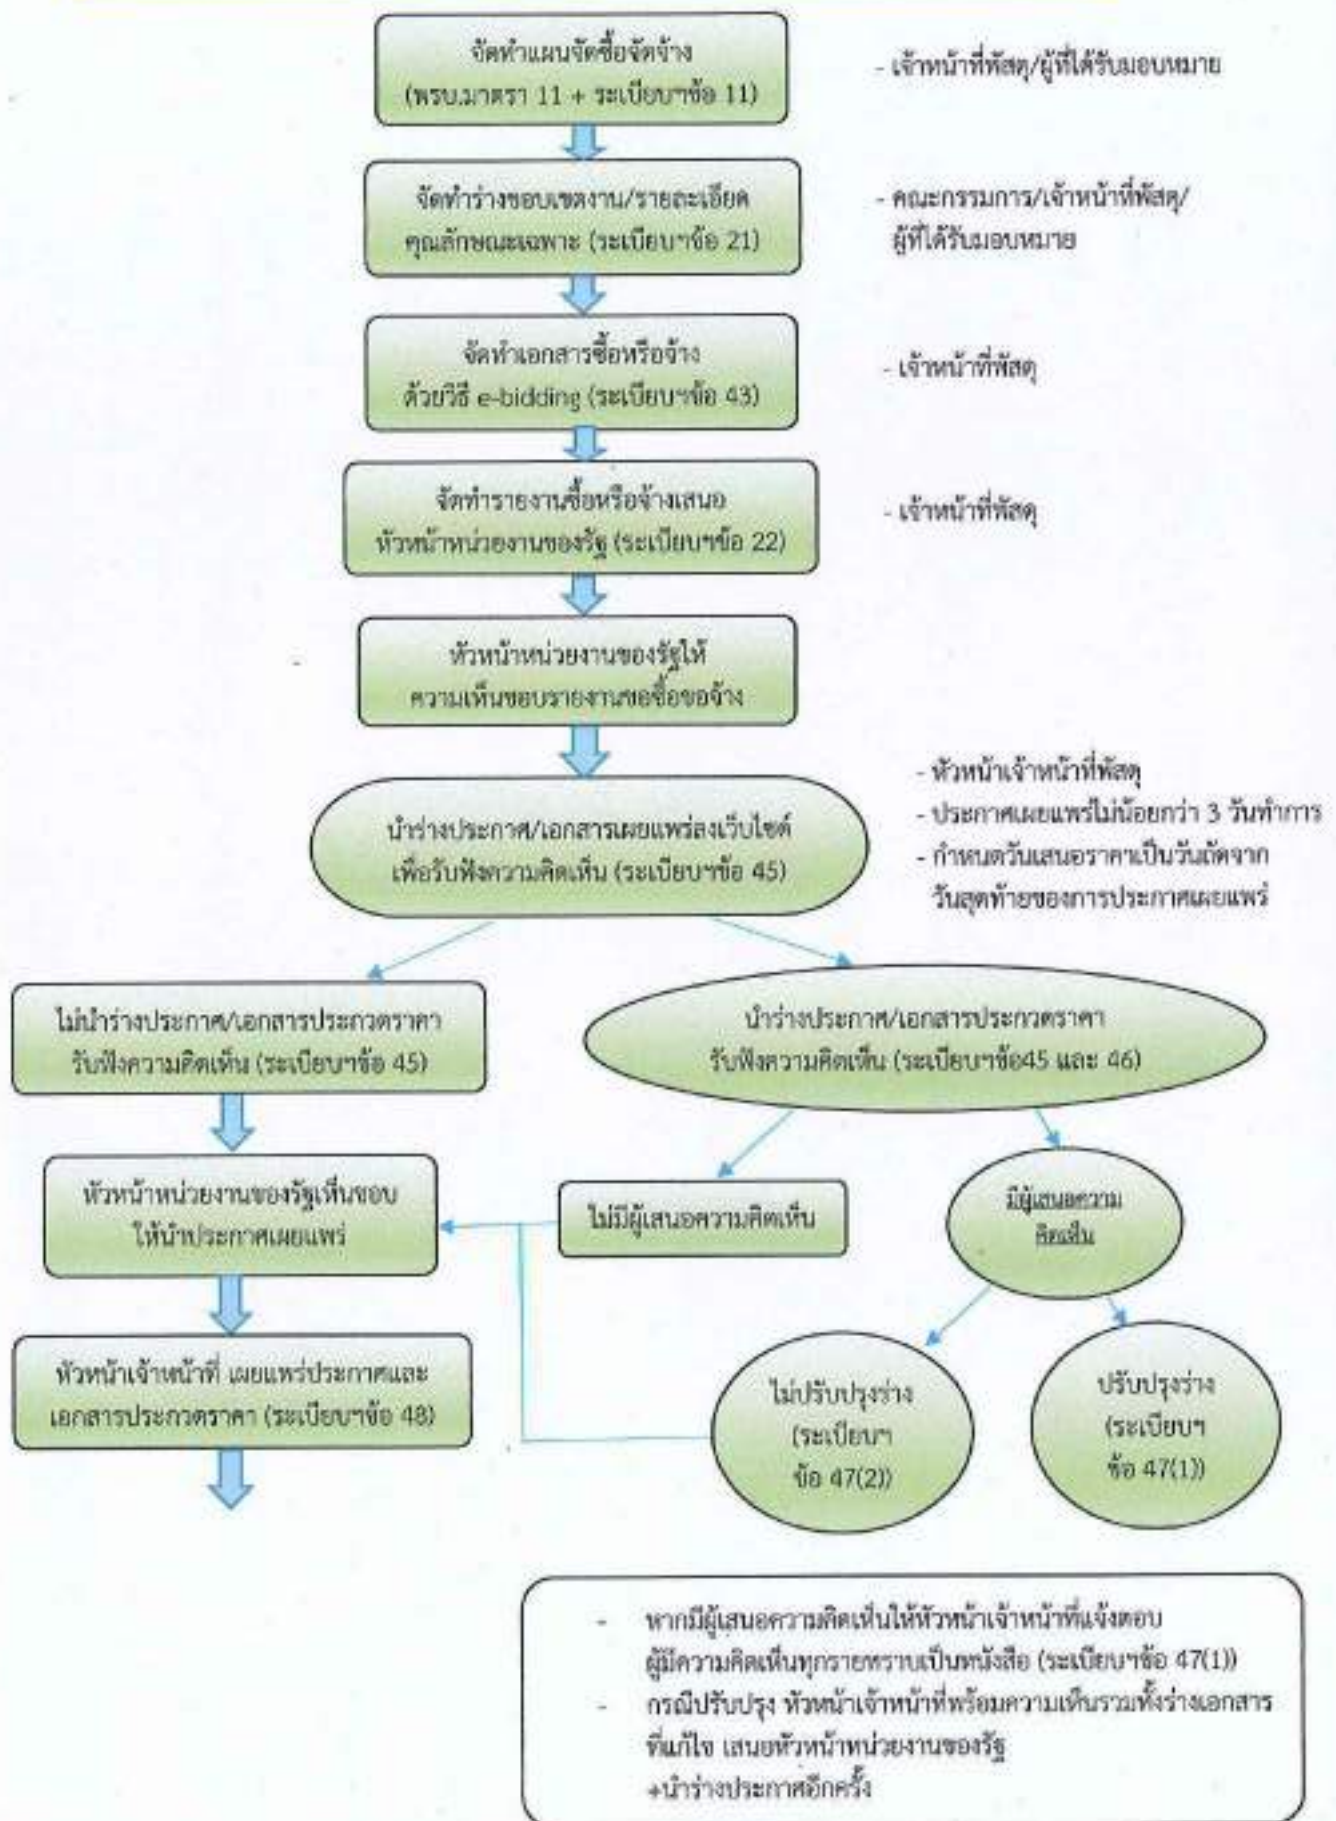 จัดทำแผนจัดซื้อจัดจ้าง
(พรบ.มาตรา 11 + ระเบียบฯข้อ 11)
- เจ้าหน้าที่พัสดุ/ผู้ที่ได้รับมอบหมาย
จัดทำร่างขอบเขตงาน/รายละเอียด
คุณลักษณะเฉพาะ (ระเบียบฯข้อ 21)
- คณะกรรมการ/เจ้าหน้าที่พัสดุ/
ผู้ที่ได้รับมอบหมาย
จัดทำเอกสารซื้อหรือจ้าง
ด้วยวิธี e-bidding (ระเบียบฯข้อ 43)
- เจ้าหน้าที่พัสดุ
จัดทำรายงานซื้อหรือจ้างเสนอ
หัวหน้าหน่วยงานของรัฐ (ระเบียบฯข้อ 22)
- เจ้าหน้าที่พัสดุ
หัวหน้าหน่วยงานของรัฐให้
ความเห็นชอบรายงานขอซื้อขอจ้าง
นำร่างประกาศ/เอกสารเผยแพร่ลงเว็บไซต์
เพื่อรับฟังความคิดเห็น (ระเบียบฯข้อ 45)
- หัวหน้าเจ้าหน้าที่พัสดุ
- ประกาศเผยแพร่ไม่น้อยกว่า 3 วันทำการ
- กำหนดวันเสนอราคาเป็นวันถัดจาก
วันสุดท้ายของการประกาศเผยแพร่
ไม่นำร่างประกาศ/เอกสารประกวดราคา
รับฟังความคิดเห็น (ระเบียบฯข้อ 45)
นำร่างประกาศ/เอกสารประกวดราคา
รับฟังความคิดเห็น (ระเบียบฯข้อ45 และ 46)
หัวหน้าหน่วยงานของรัฐเห็นชอบ
ให้นำประกาศเผยแพร่
ไม่มีผู้เสนอความคิดเห็น
มีผู้เสนอความ
คิดเห็น
หัวหน้าเจ้าหน้าที่ เผยแพร่ประกาศและ
เอกสารประกวดราคา (ระเบียบฯข้อ 48)
ไม่ปรับปรุงร่าง
(ระเบียบฯ
ข้อ 47(2))
ปรับปรุงร่าง
(ระเบียบฯ
ข้อ 47(1))
- หากมีผู้เสนอความคิดเห็นให้หัวหน้าเจ้าหน้าที่แจ้งตอบ
ผู้มีความคิดเห็นทุกรายทราบเป็นหนังสือ (ระเบียบฯข้อ 47(1))
- กรณีปรับปรุง หัวหน้าเจ้าหน้าที่พร้อมความเห็นรวมทั้งร่างเอกสาร
ที่แก้ไข เสนอหัวหน้าหน่วยงานของรัฐ
+นำร่างประกาศอีกครั้ง